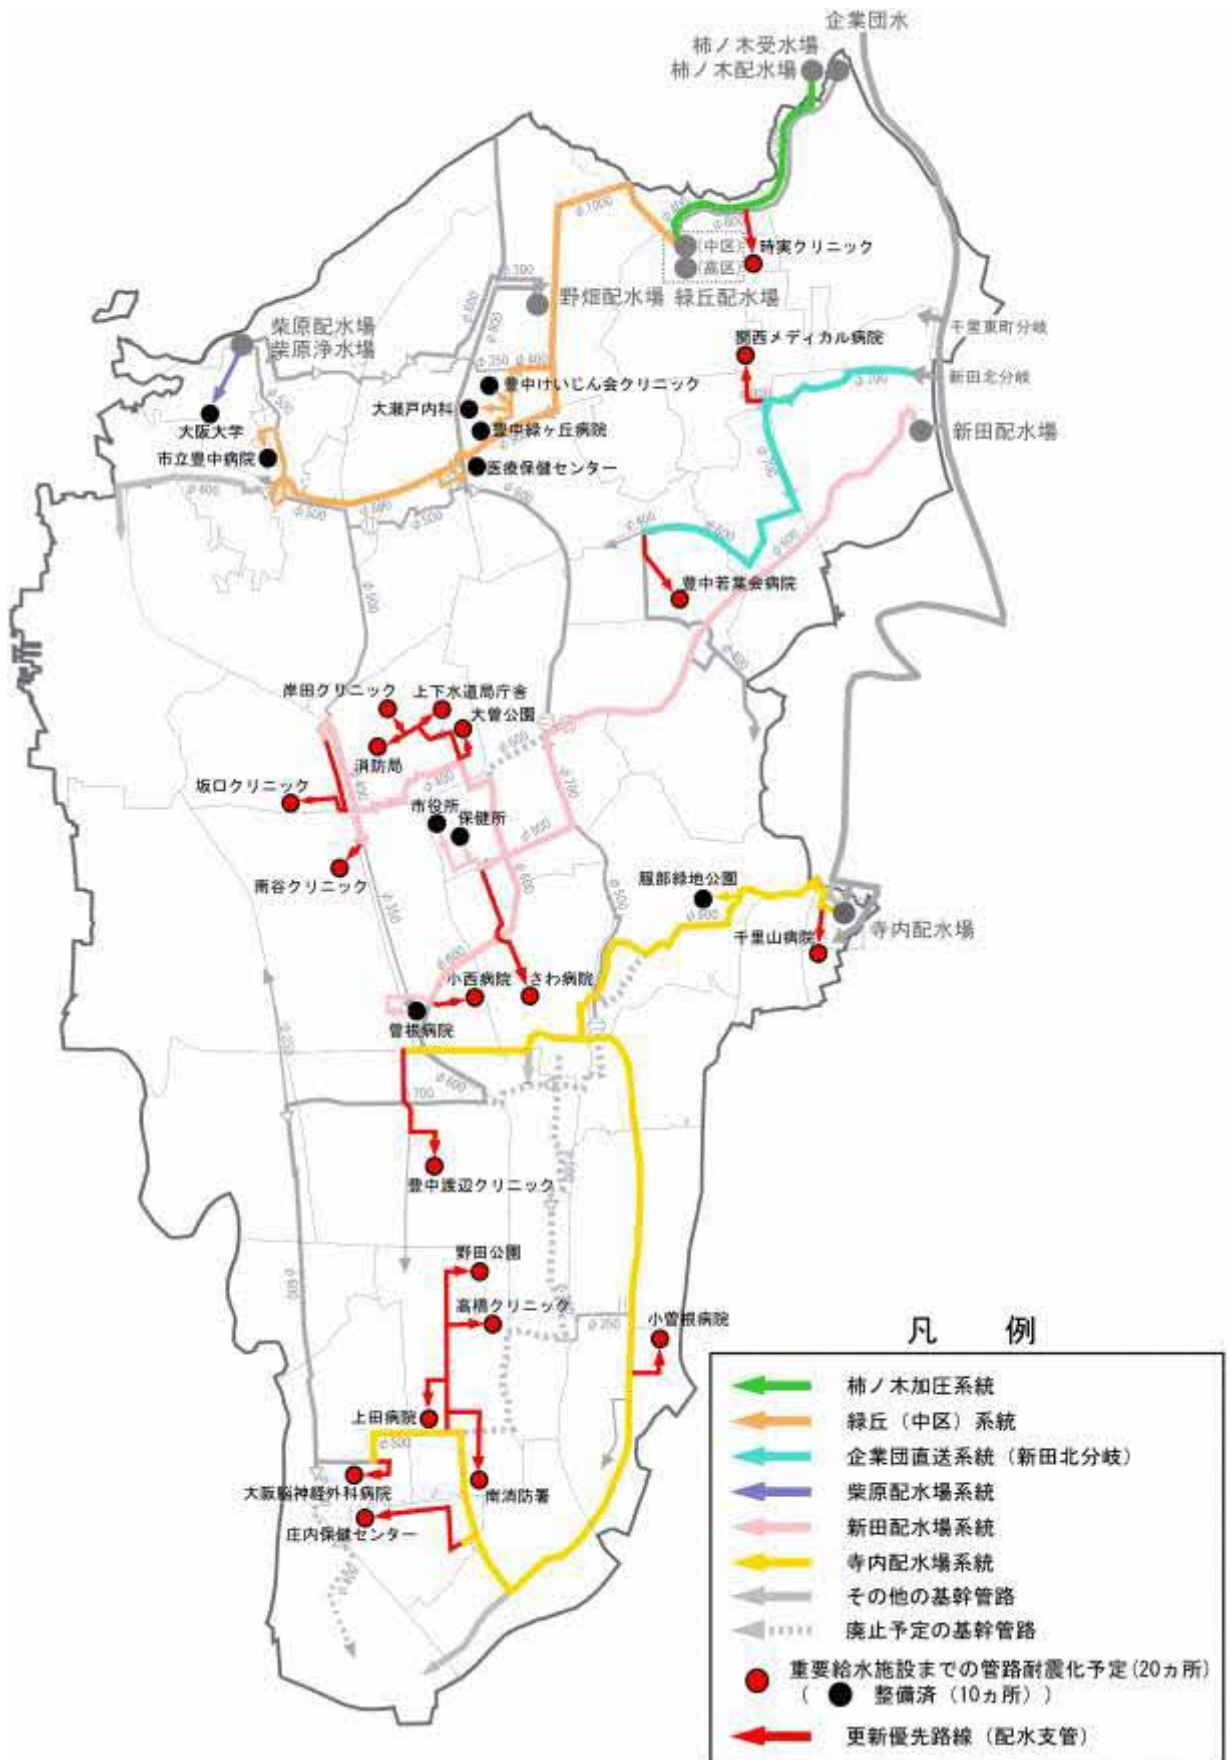 企業団水
柿ノ木受水場
柿ノ木配水場
φ1000
φ800
(中区)
(高区)
時実クリニック
野畑配水場
緑丘配水場
柴原配水場
柴原浄水場
千里東町分岐
関西メディカル病院
新田北分岐
φ700
豊中けいじん会クリニック
大瀬戸内科
豊中緑ヶ丘病院
大阪大学
市立豊中病院
医療保健センター
新田配水場
φ400
φ500
φ500
φ400
豊中若葉会病院
φ400
岸田クリニック
上下水道局庁舎
大曽公園
消防局
坂口クリニック
φ400
市役所
保健所
φ700
南谷クリニック
φ350
φ500
服部緑地公園
千里山病院
寺内配水場
φ600
小西病院
さわ病院
曽根病院
φ600
φ700
豊中渡辺クリニック
野田公園
高橋クリニック
φ350
小曽根病院
上田病院
φ500
大阪脳神経外科病院
南消防署
庄内保健センター
凡 例
柿ノ木加圧系統
緑丘（中区）系統
企業団直送系統（新田北分岐）
柴原配水場系統
新田配水場系統
寺内配水場系統
その他の基幹管路
廃止予定の基幹管路
重要給水施設までの管路耐震化予定(20ヵ所)
（ 整備済（10ヵ所））
更新優先路線（配水支管）